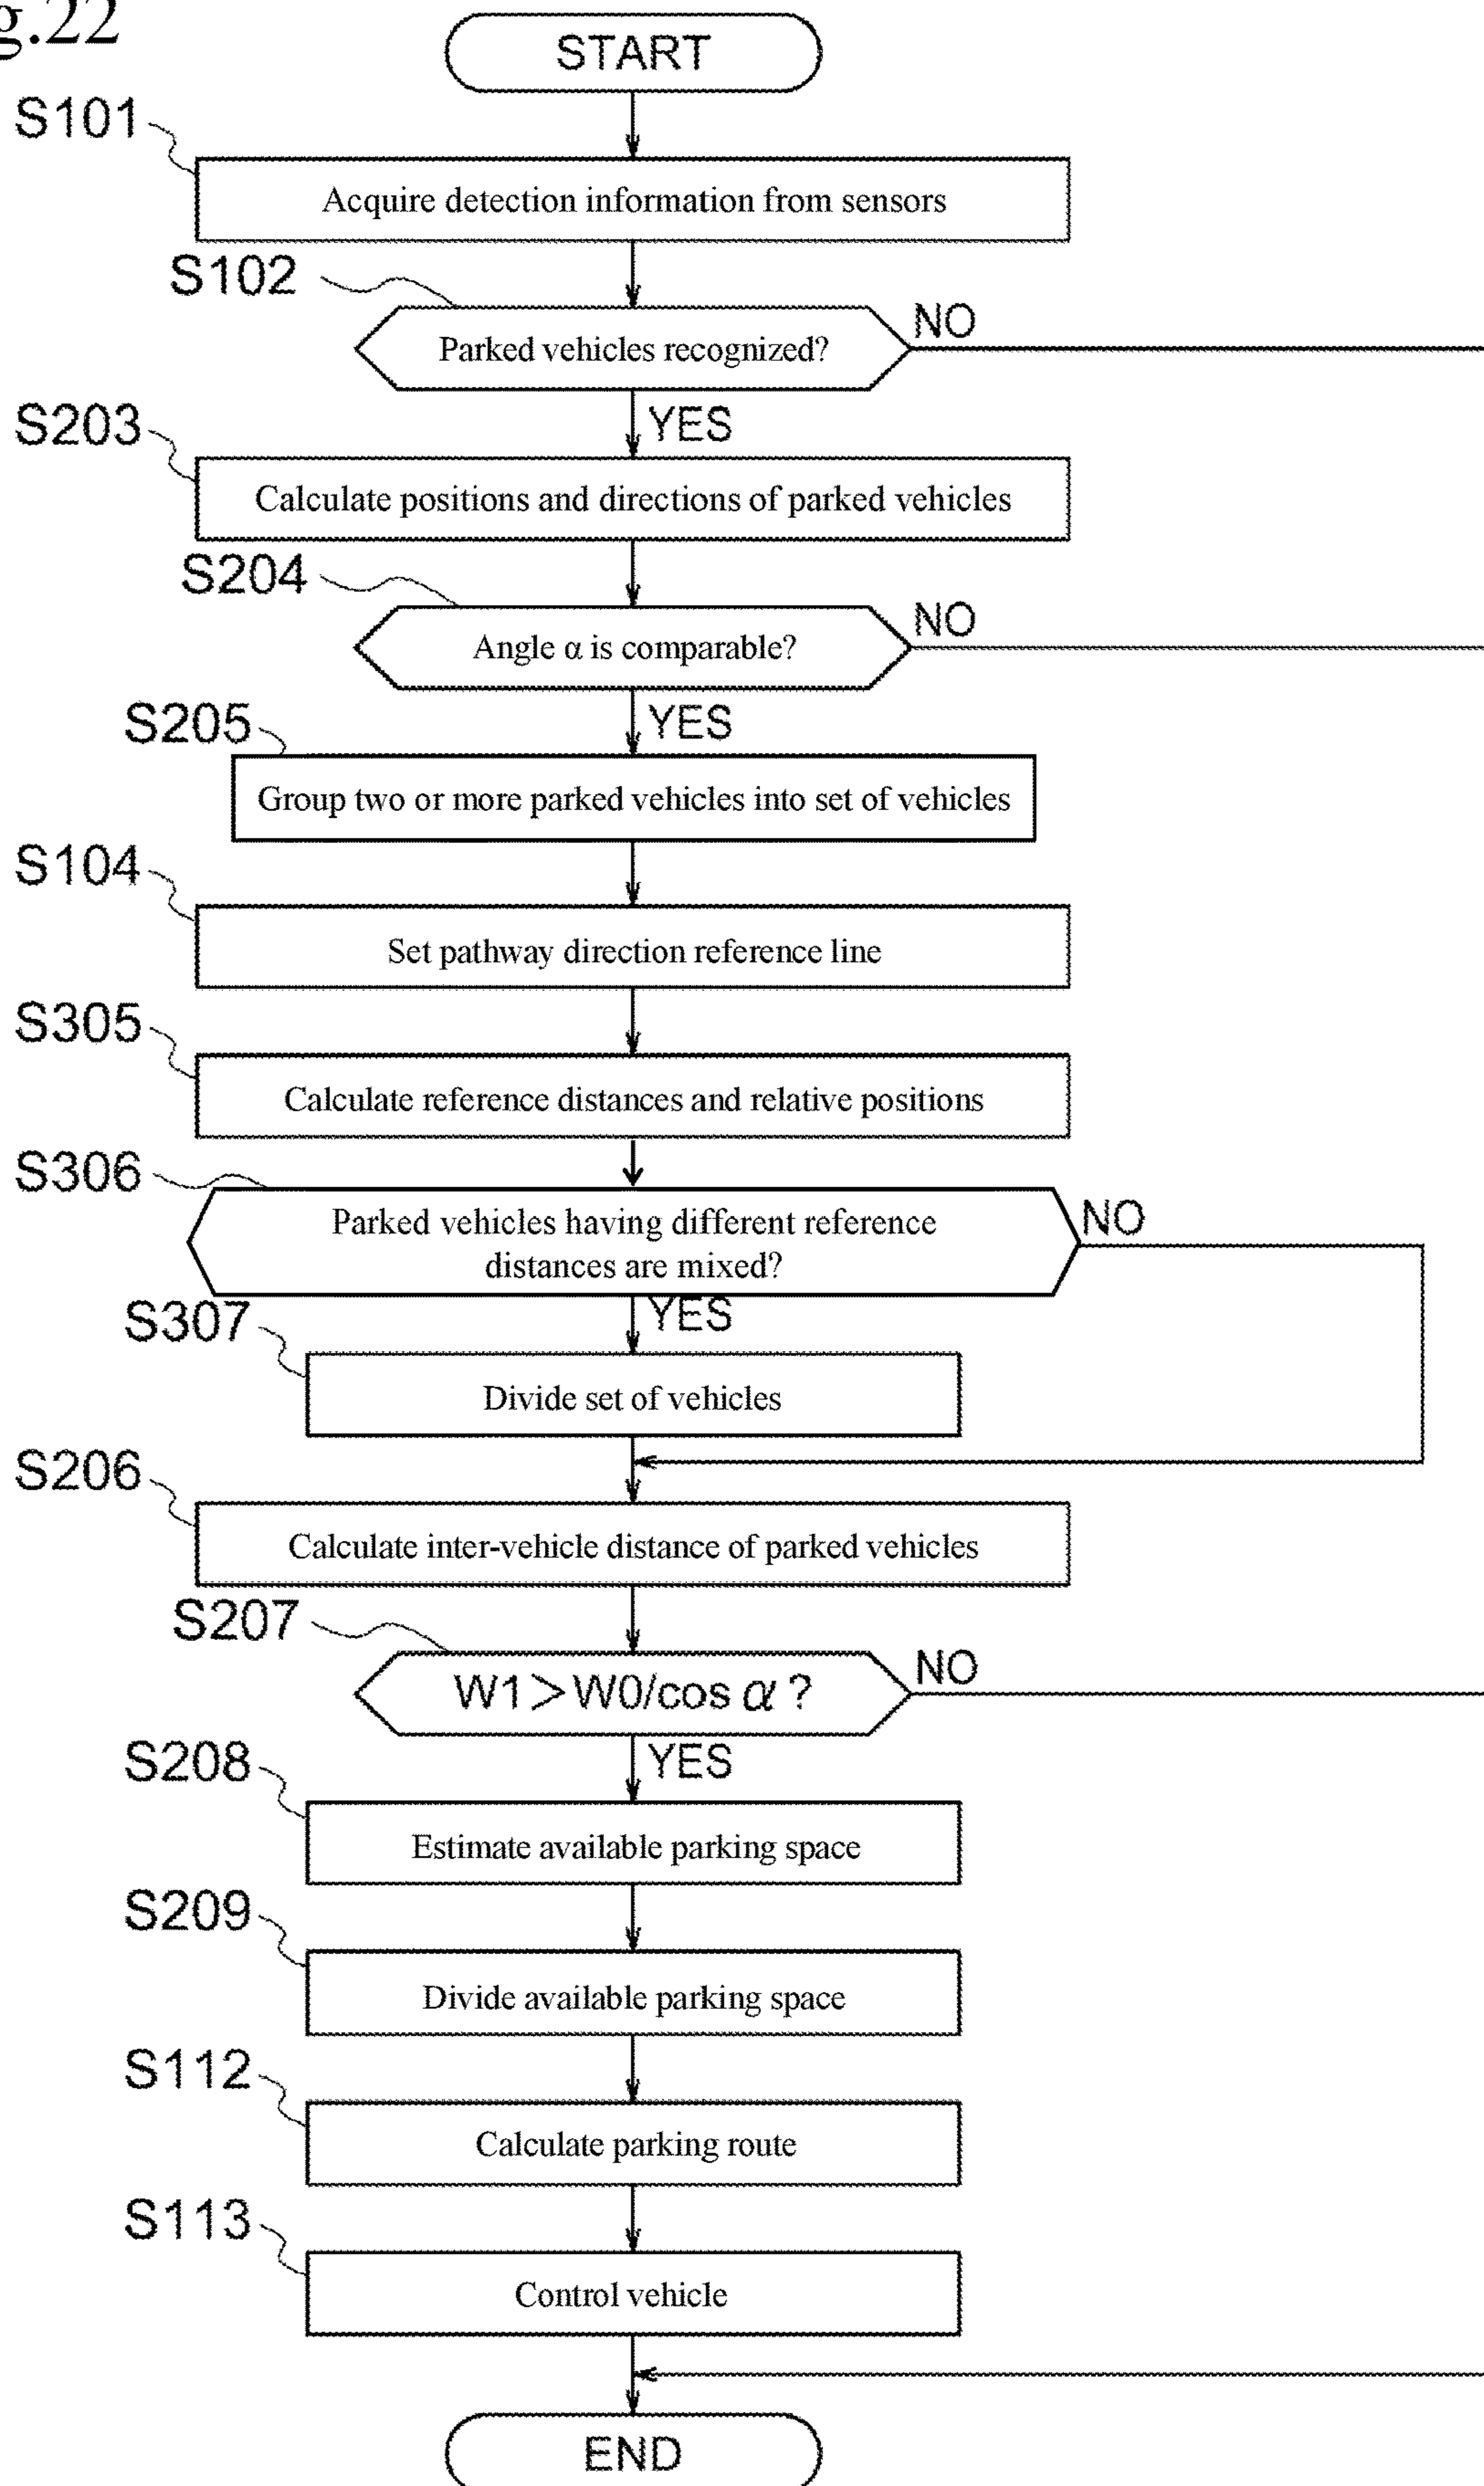 g.22
START
S101
Acquire detection information from sensors
S102
Parked vehicles recognized?
NO
YES
S203
Calculate positions and directions of parked vehicles
S204
Angle α is comparable?
NO
YES
S205
Group two or more parked vehicles into set of vehicles
S104
Set pathway direction reference line
S305
Calculate reference distances and relative positions
S306
Parked vehicles having different reference
distances are mixed?
NO
YES
S307
Divide set of vehicles
S206
Calculate inter-vehicle distance of parked vehicles
S207
W1>W0/cos α ?
NO
YES
S208
Estimate available parking space
S209
Divide available parking space
S112
Calculate parking route
S113
Control vehicle
END